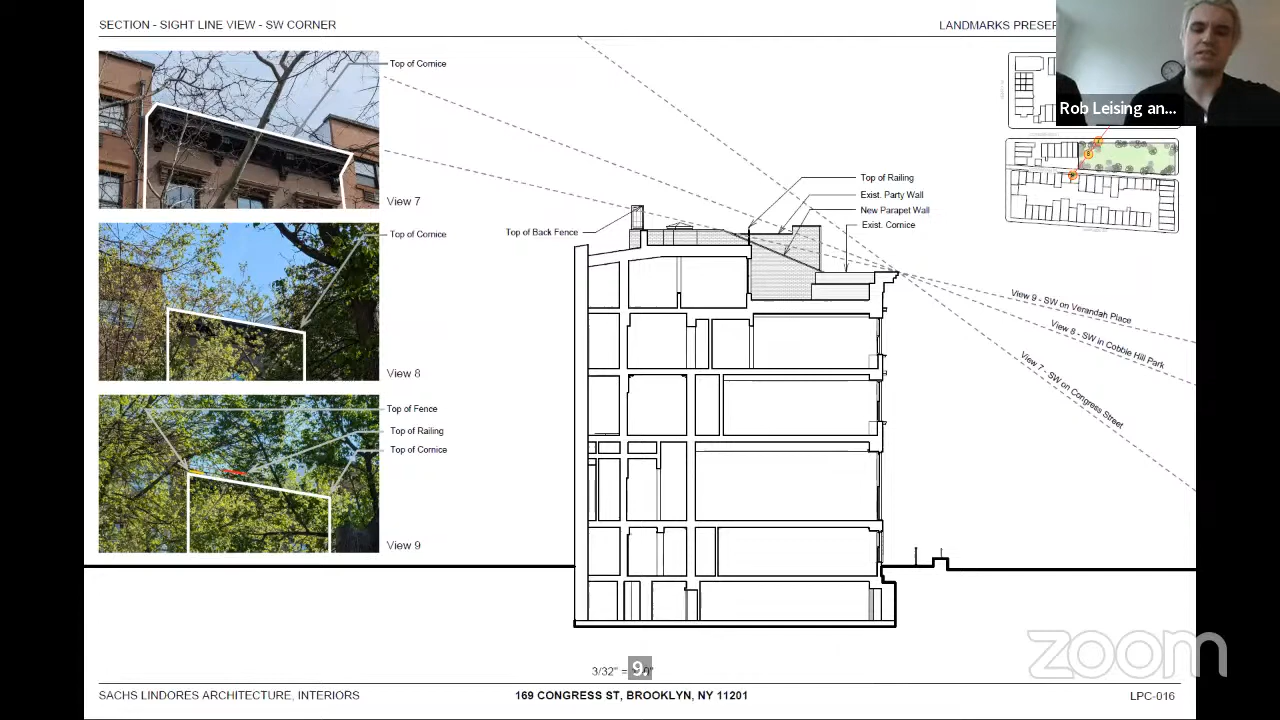 SECTION - SIGHT LINE VIEW - SW CORNER
LANDMARKS PRESER
Rob Leising an...
Top of Cornice
View 7
Top of Cornice
View 8
Top of Fence
Top of Railing
Top of Cornice
View 9
Top of Back Fence
Top of Railing
Exist. Party Wall
New Parapet Wall
Exist. Cornice
View 9 - SW on Verandah Place
View 8 - SW in Cobble Hill Park
View 7 - SW on Congress Street
8
3/32" =
9.
zoom
SACHS LINDORES ARCHITECTURE, INTERIORS
169 CONGRESS ST, BROOKLYN, NY 11201
LPC-016